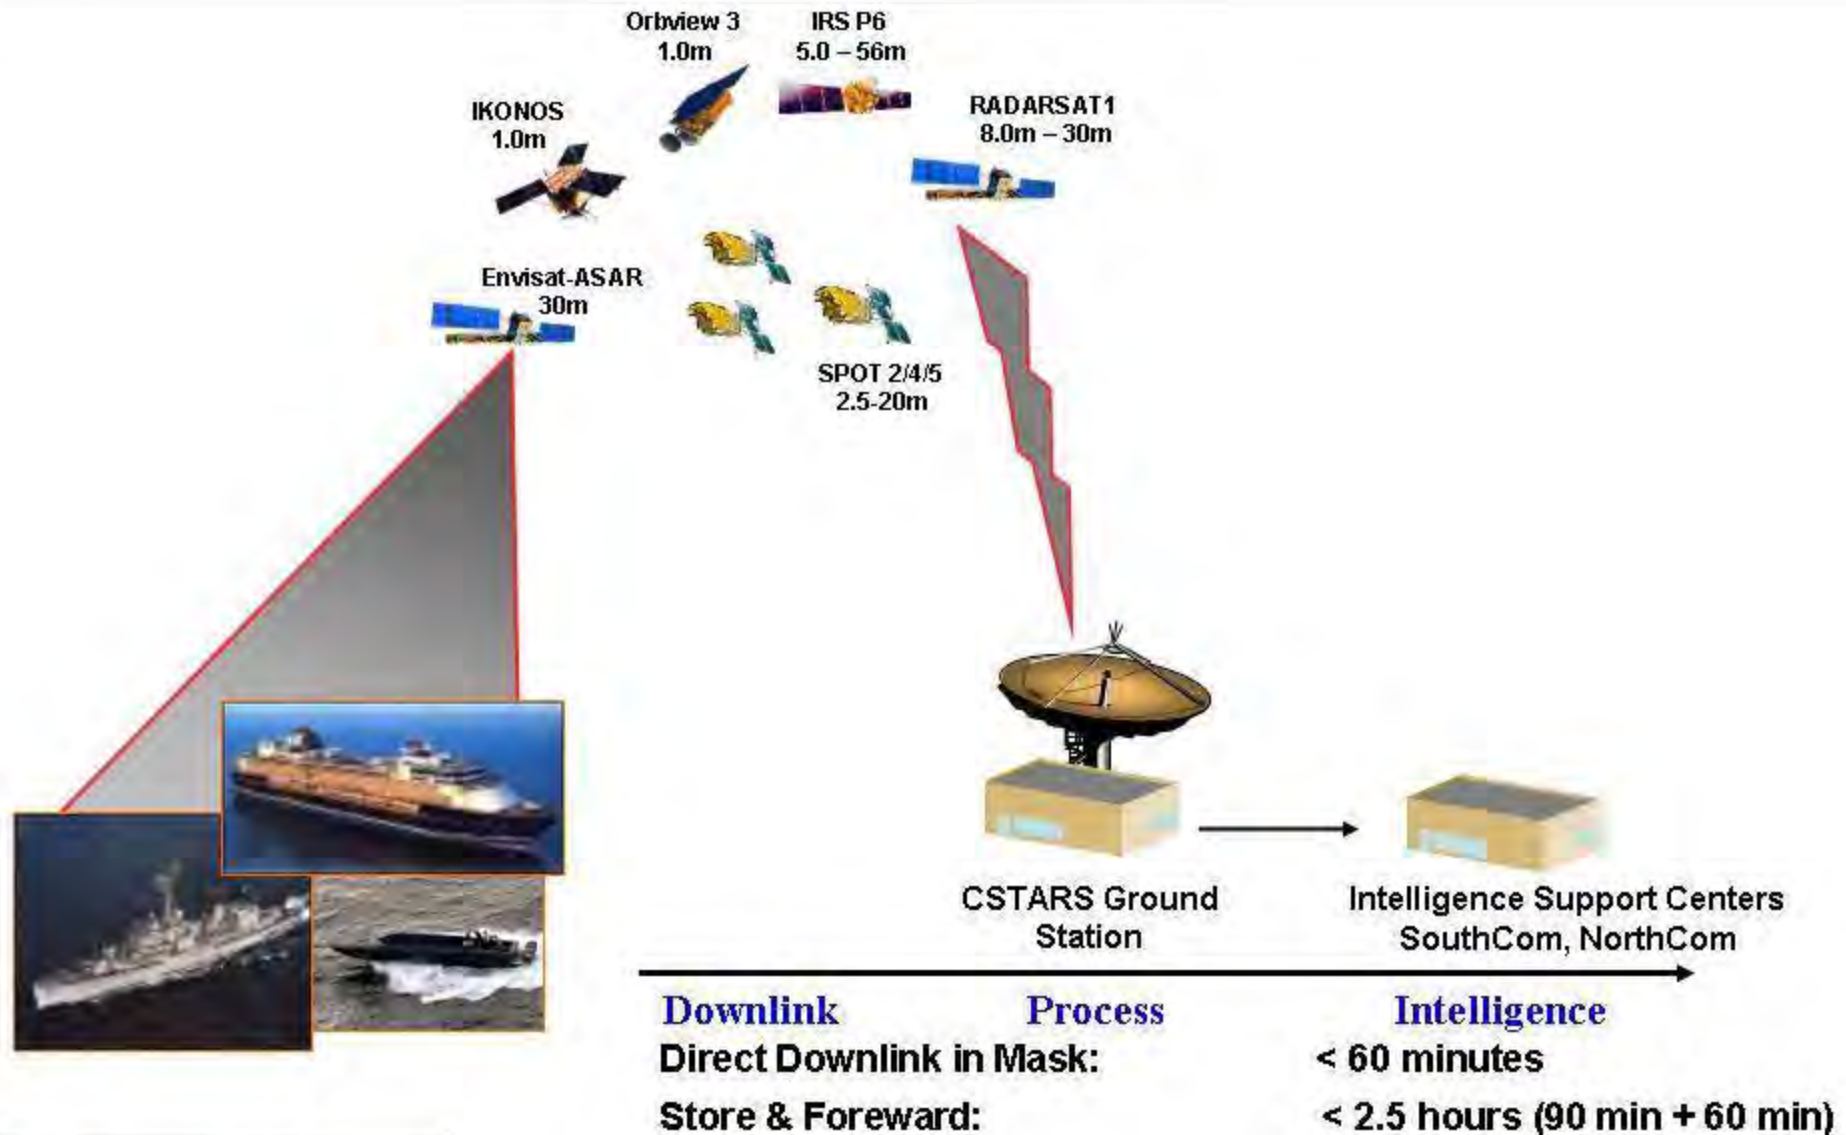 Orbview 3
1.0m
IRS P6
5.0 – 56m
IKONOS
1.0m
RADARSAT1
8.0m – 30m
Envisat-ASAR
30m
SPOT 2/4/5
2.5-20m
CSTARS Ground
Station
Intelligence Support Centers
SouthCom, NorthCom
Downlink Process Intelligence
Direct Downlink in Mask: < 60 minutes
Store & Foreward: < 2.5 hours (90 min + 60 min)